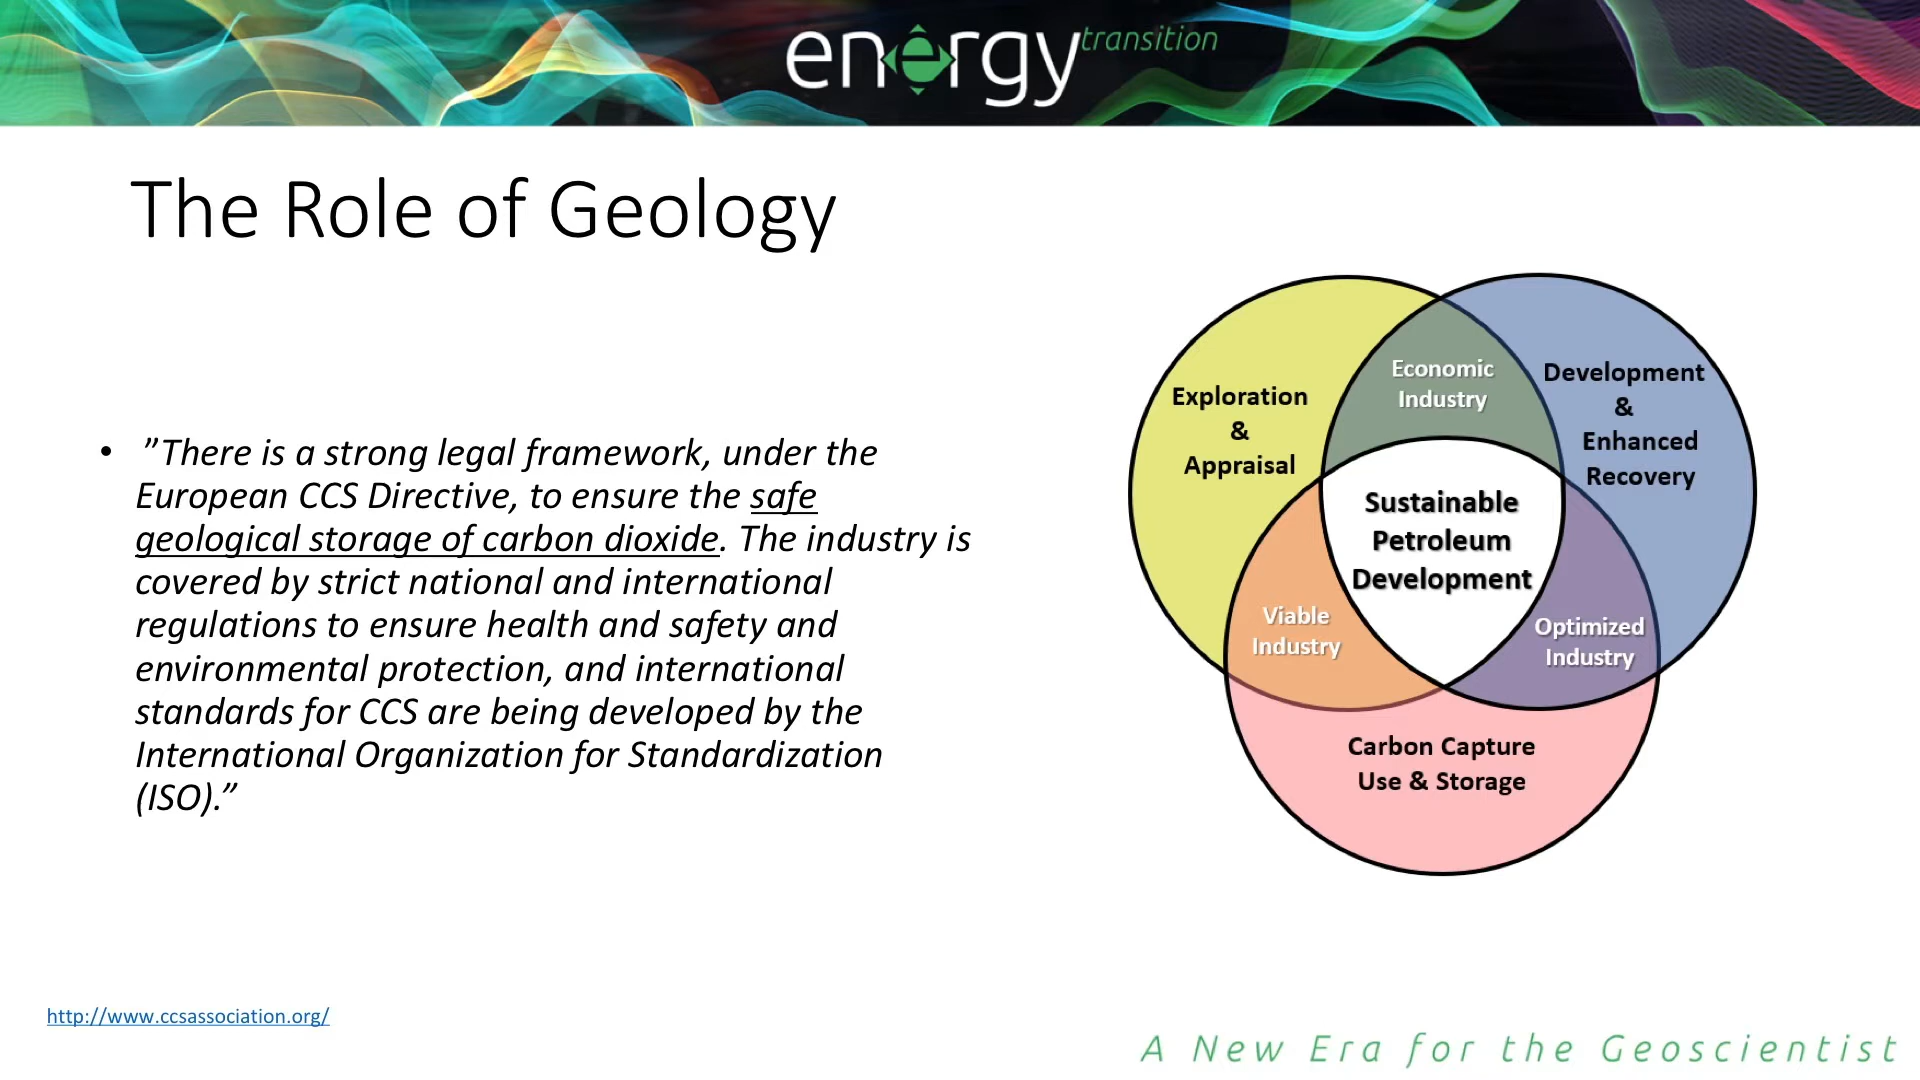 energy transition
The Role of Geology
• ”There is a strong legal framework, under the
European CCS Directive, to ensure the safe
geological storage of carbon dioxide. The industry is
covered by strict national and international
regulations to ensure health and safety and
environmental protection, and international
standards for CCS are being developed by the
International Organization for Standardization
(ISO).”
Exploration
&
Appraisal
Economic
Industry
Development
&
Enhanced
Recovery
Sustainable
Petroleum
Development
Viable
Industry
Optimized
Industry
Carbon Capture
Use & Storage
http://www.ccsassociation.org/
A New Era for the Geoscientist